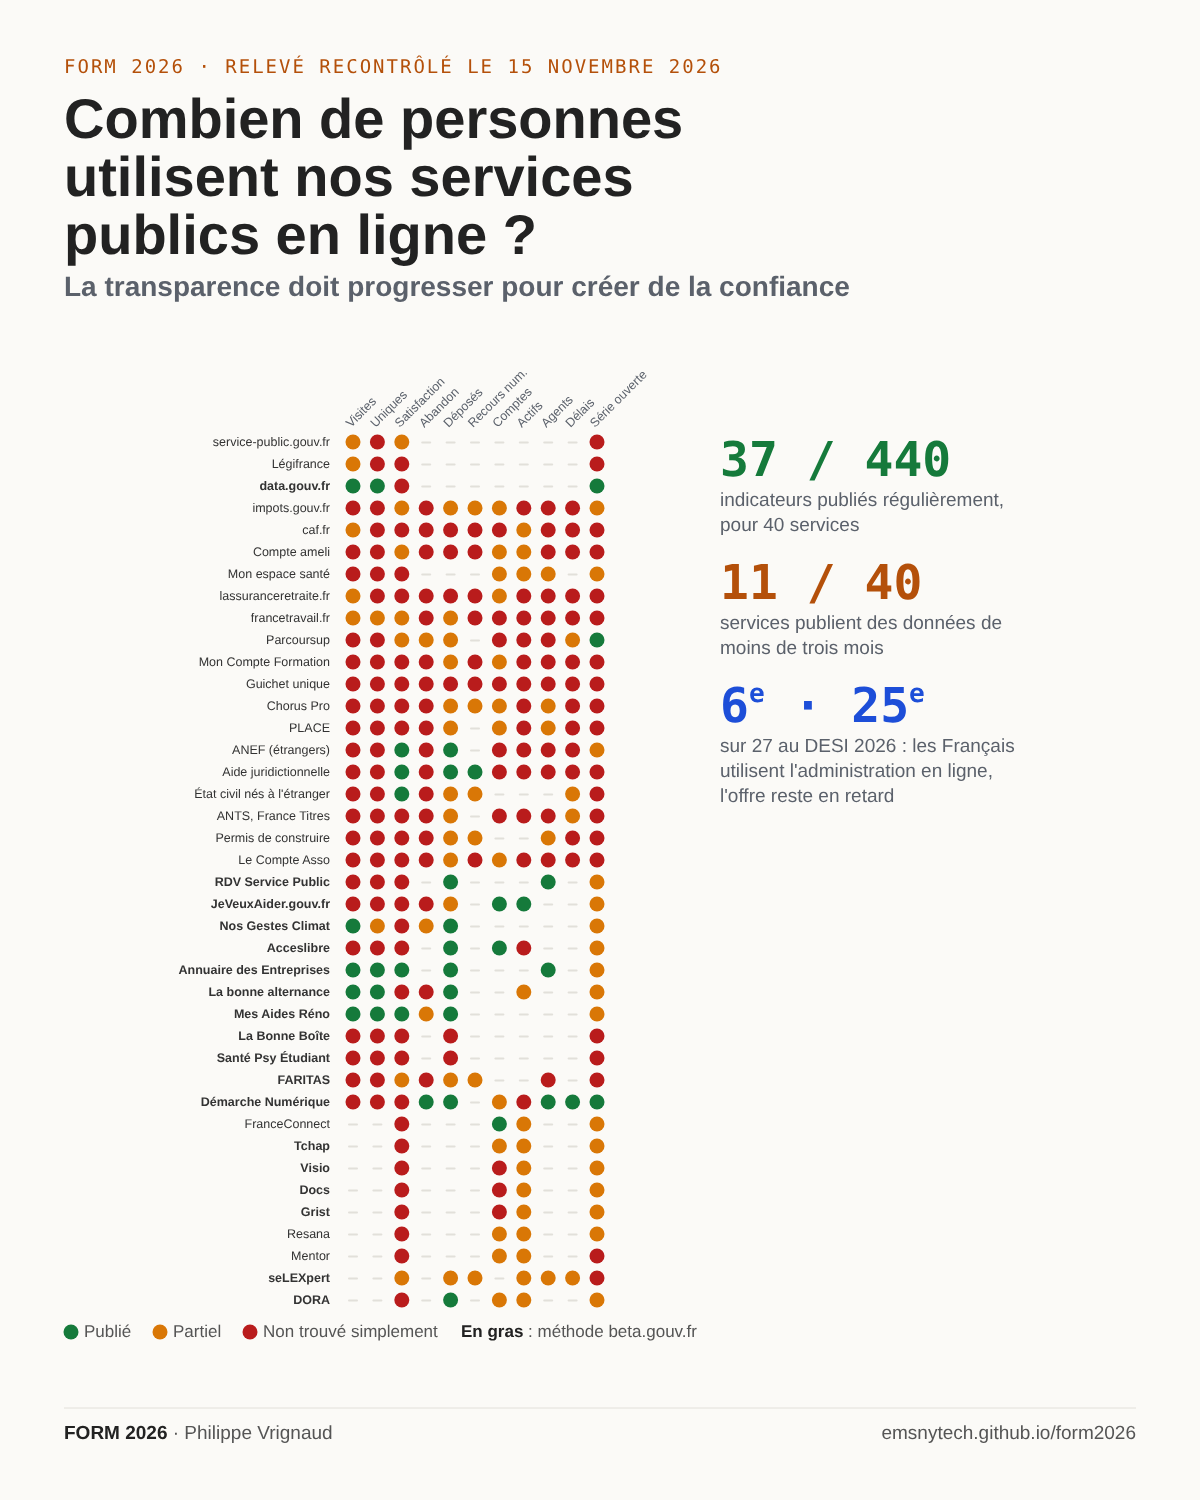 FORM 2026 · RELEVÉ RECONTRÔLÉ LE 15 NOVEMBRE 2026
Combien de personnes
utilisent nos services
publics en ligne ?
La transparence doit progresser pour créer de la confiance
Visites
Uniques
Satisfaction
Abandon
Déposés
Recours num.
Comptes
Actifs
Agents
Délais
Série ouverte
service-public.gouv.fr
Légifrance
data.gouv.fr
impots.gouv.fr
caf.fr
Compte ameli
Mon espace santé
lassuranceretraite.fr
francetravail.fr
Parcoursup
Mon Compte Formation
Guichet unique
Chorus Pro
PLACE
ANEF (étrangers)
Aide juridictionnelle
État civil nés à l'étranger
ANTS, France Titres
Permis de construire
Le Compte Asso
RDV Service Public
JeVeuxAider.gouv.fr
Nos Gestes Climat
Acceslibre
Annuaire des Entreprises
La bonne alternance
Mes Aides Réno
La Bonne Boîte
Santé Psy Étudiant
FARITAS
Démarche Numérique
FranceConnect
Tchap
Visio
Docs
Grist
Resana
Mentor
seLEXpert
DORA
37 / 440
indicateurs publiés régulièrement,
pour 40 services
11 / 40
services publient des données de
moins de trois mois
6e · 25e
sur 27 au DESI 2026 : les Français
utilisent l'administration en ligne,
l'offre reste en retard
Publié Partiel Non trouvé simplement En gras : méthode beta.gouv.fr
FORM 2026 · Philippe Vrignaud
emsnytech.github.io/form2026